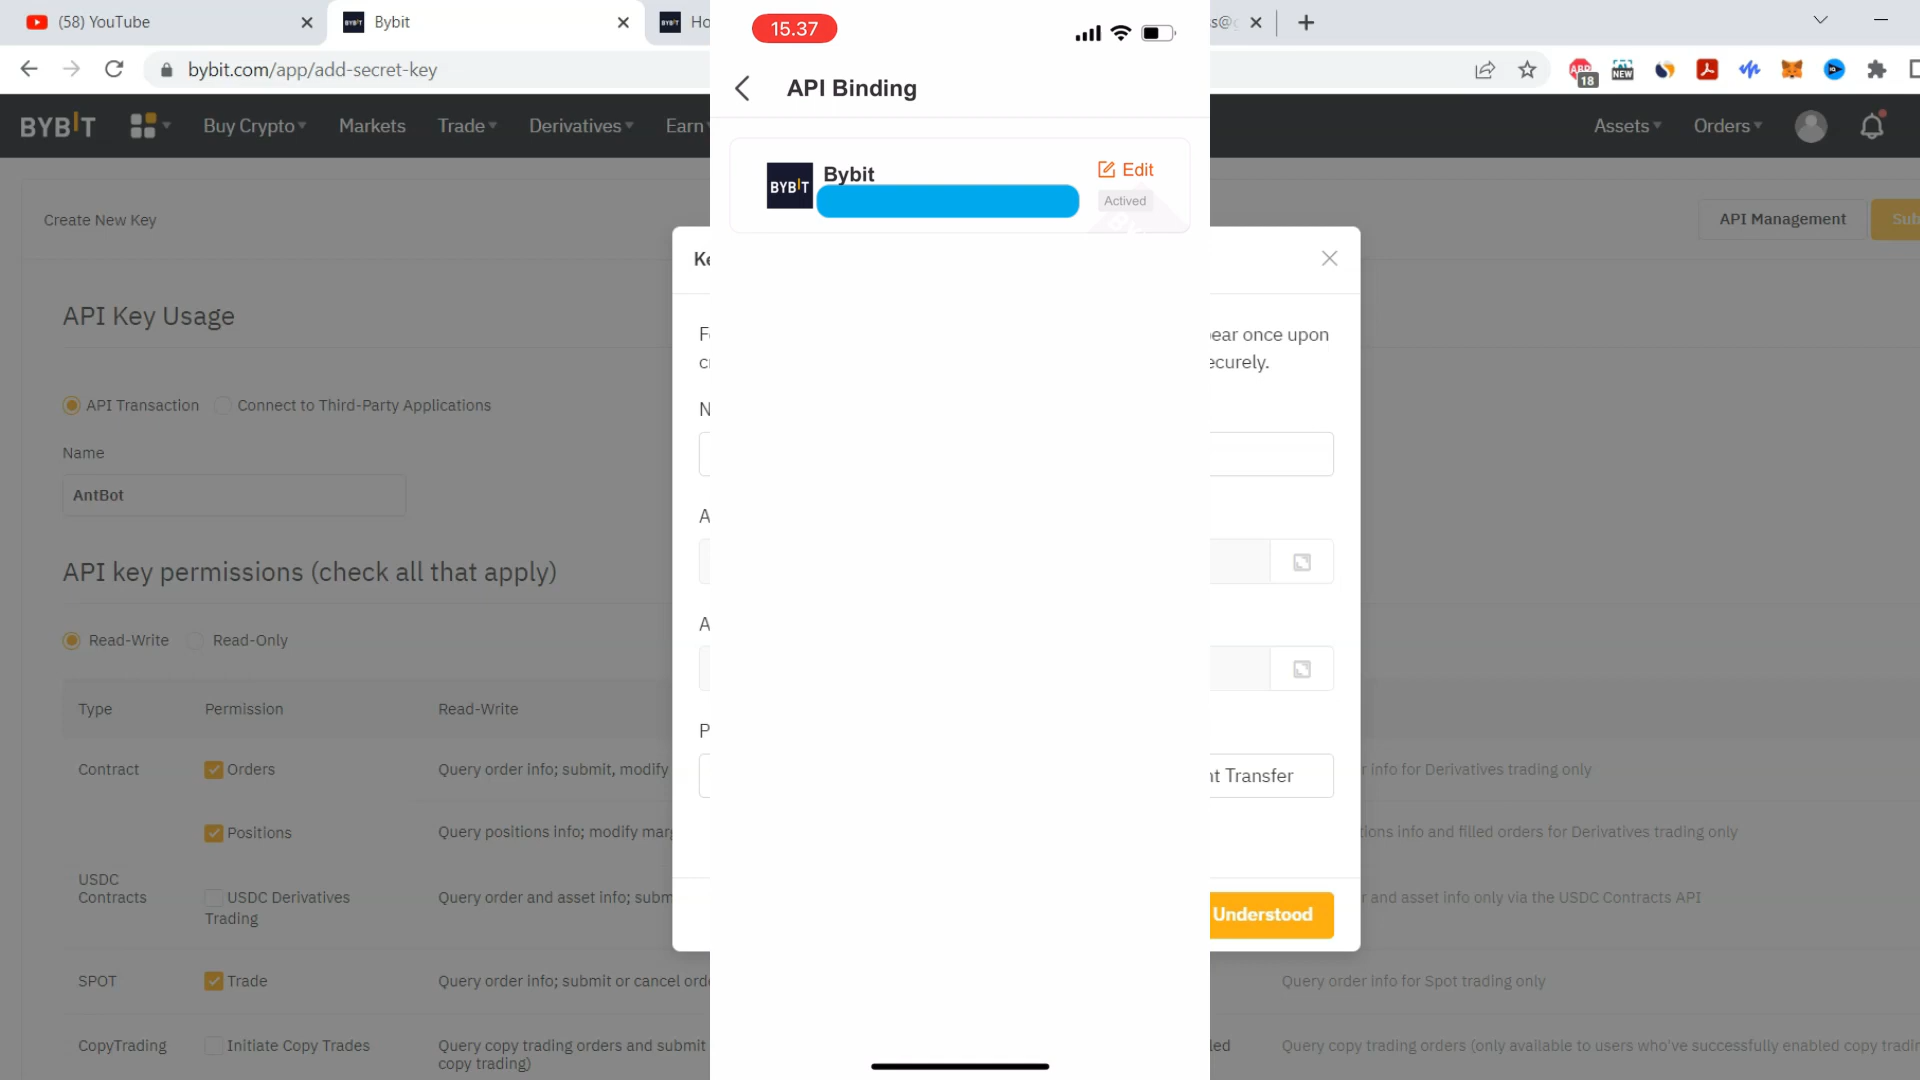 (58) YouTube
Bybit
15.37
bybit.com/app/add-secret-key
ABP
18
NEW
API Binding
BYBIT
Buy Crypto
Markets
Trade
Derivatives
Earn
Assets
Orders
BYBIT
Bybit
Edit
Actived
Create New Key
API Management
API Key Usage
ear once upon
ecurely.
API Transaction
Connect to Third-Party Applications
Name
AntBot
API key permissions (check all that apply)
Read-Write
Read-Only
Type
Permission
Read-Write
nt Transfer
Contract
Orders
Query order info; submit, modify
r info for Derivatives trading only
Positions
Query positions info; modify mar
ions info and filled orders for Derivatives trading only
USDC Contracts
USDC Derivatives Trading
Query order and asset info; subm
r and asset info only via the USDC Contracts API
Understood
SPOT
Trade
Query order info; submit or cancel ord
Query order info for Spot trading only
CopyTrading
Initiate Copy Trades
Query copy trading orders and submit
copy trading)
led
Query copy trading orders (only available to users who've successfully enabled copy tradin